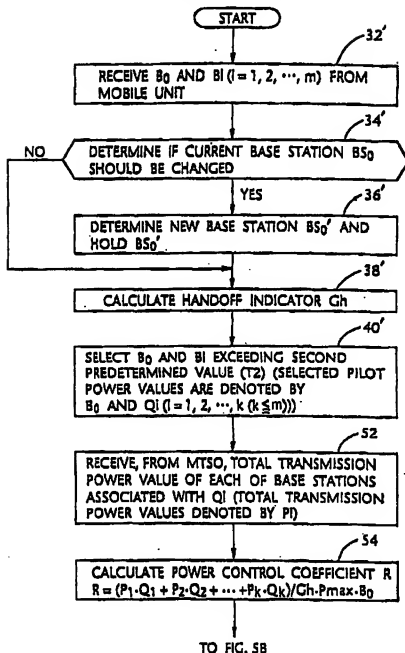 START
32'
RECEIVE B0 AND BI (I = 1, 2, ···, m) FROM
MOBILE UNIT
34'
NO
DETERMINE IF CURRENT BASE STATION BS0
SHOULD BE CHANGED
YES
36'
DETERMINE NEW BASE STATION BS0' AND
HOLD BS0'
38'
CALCULATE HANDOFF INDICATOR Gh
40'
SELECT B0 AND BI EXCEEDING SECOND
PREDETERMINED VALUE (T2) (SELECTED PILOT
POWER VALUES ARE DENOTED BY
B0 AND QI (I = 1, 2, ···, k (k ≦ m)))
52
RECEIVE, FROM MTSO, TOTAL TRANSMISSION
POWER VALUE OF EACH OF BASE STATIONS
ASSOCIATED WITH QI (TOTAL TRANSMISSION
POWER VALUES DENOTED BY PI)
54
CALCULATE POWER CONTROL COEFFICIENT R
R = (P1·Q1 + P2·Q2 + ··· +Pk·Qk)/Gh·Pmax·B0
TO FIG. 5B